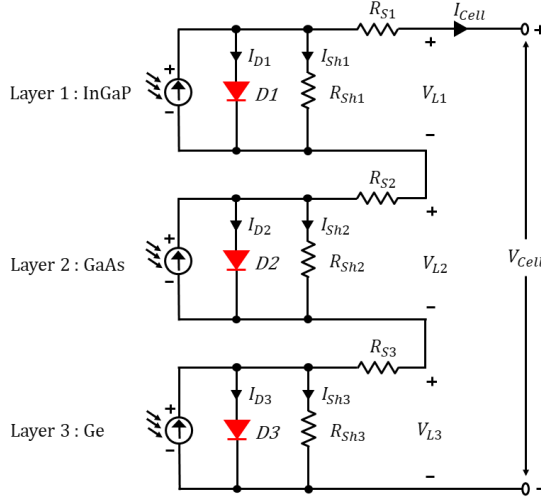 R_S1 I_Cell
+ + +
I_D1 I_Sh1
Layer 1 : InGaP D1 R_Sh1 V_L1
- -
R_S2
+ +
I_D2 I_Sh2
Layer 2 : GaAs D2 R_Sh2 V_L2 V_Cell
- -
R_S3
+ +
I_D3 I_Sh3
Layer 3 : Ge D3 R_Sh3 V_L3
- - -